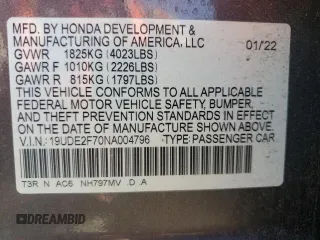 MFD. BY HONDA DEVELOPMENT &
MANUFACTURING OF AMERICA, LLC
GVWR 1825KG (4023LBS) 01/22
GAWR F 1010KG (2226LBS)
GAWR R 815KG (1797LBS)
THIS VEHICLE CONFORMS TO ALL APPLICABLE
FEDERAL MOTOR VEHICLE SAFETY, BUMPER,
AND THEFT PREVENTION STANDARDS IN EFFECT
ON THE DATE OF MANUFACTURE SHOWN ABOVE.
V.I.N.: 19UDE2F70NA004796 TYPE: PASSENGER CAR
T3R N AC6 NH797MV D A
DREAMBID